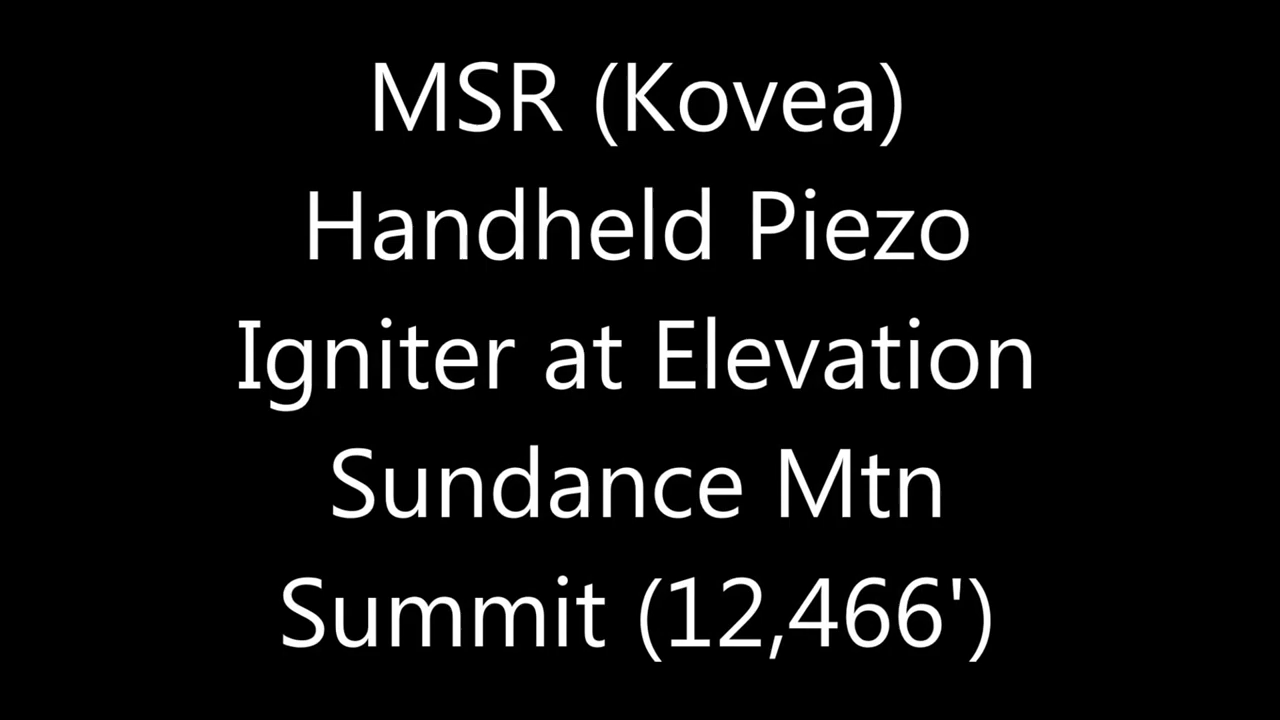 MSR (Kovea)
Handheld Piezo
Igniter at Elevation
Sundance Mtn
Summit (12,466')